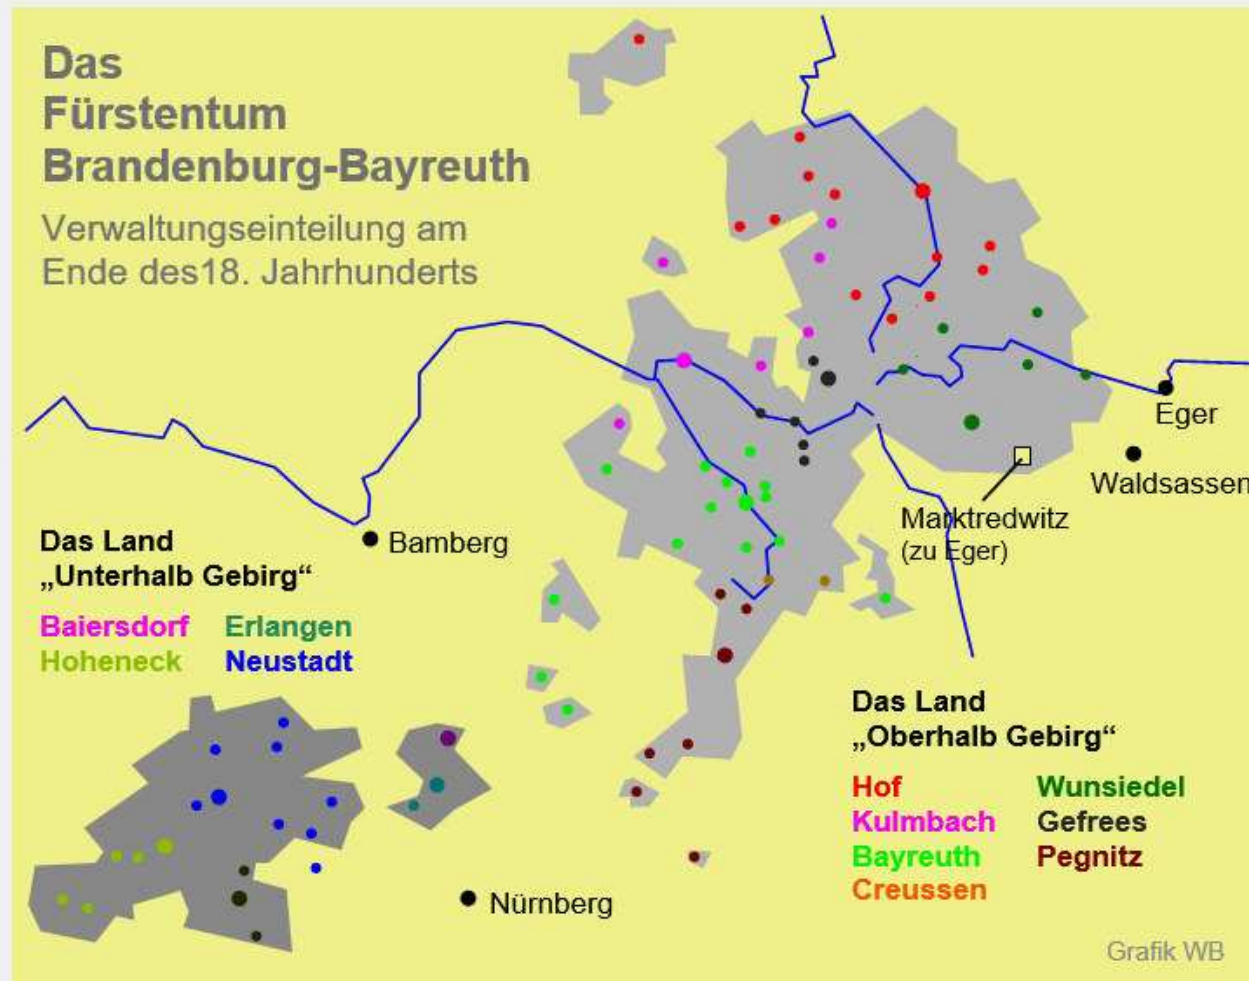 Das
Fürstentum
Brandenburg-Bayreuth
Verwaltungseinteilung am
Ende des18. Jahrhunderts
Eger
Waldsassen
Marktredwitz
(zu Eger)
Bamberg
Das Land
„Unterhalb Gebirg“
Baiersdorf Erlangen
Hoheneck Neustadt
Das Land
„Oberhalb Gebirg“
Hof Wunsiedel
Kulmbach Gefrees
Bayreuth Pegnitz
Creussen
Nürnberg
Grafik WB